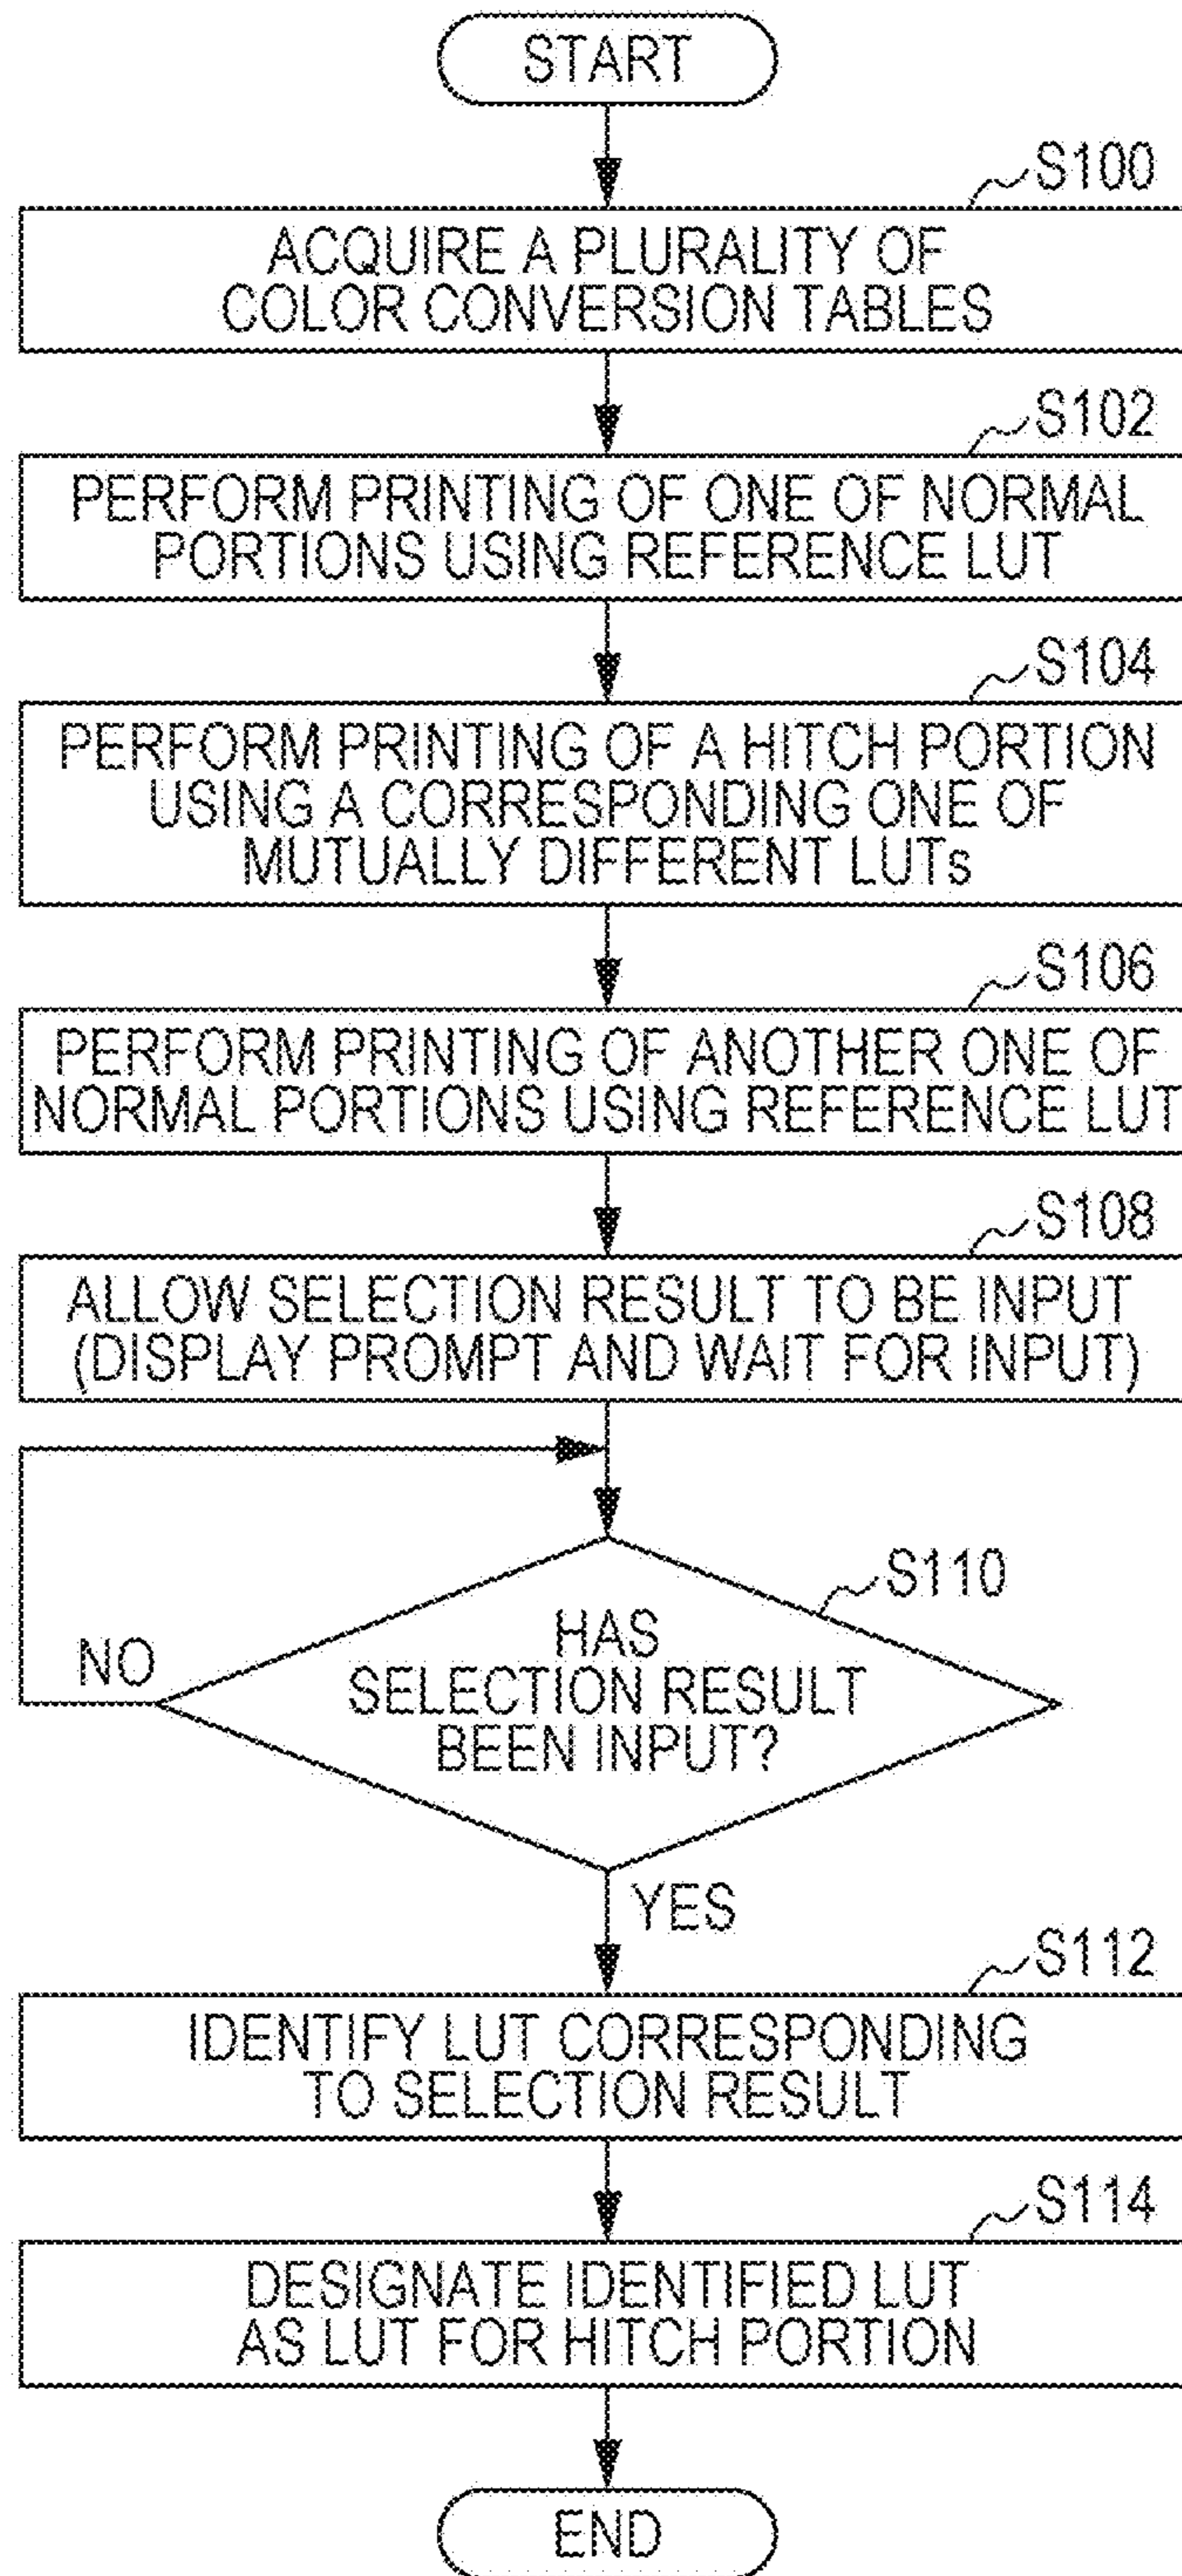 START
S100
ACQUIRE A PLURALITY OF
COLOR CONVERSION TABLES
S102
PERFORM PRINTING OF ONE OF NORMAL
PORTIONS USING REFERENCE LUT
S104
PERFORM PRINTING OF A HITCH PORTION
USING A CORRESPONDING ONE OF
MUTUALLY DIFFERENT LUTs
S106
PERFORM PRINTING OF ANOTHER ONE OF
NORMAL PORTIONS USING REFERENCE LUT
S108
ALLOW SELECTION RESULT TO BE INPUT
(DISPLAY PROMPT AND WAIT FOR INPUT)
S110
HAS
SELECTION RESULT
BEEN INPUT?
NO
YES
S112
IDENTIFY LUT CORRESPONDING
TO SELECTION RESULT
S114
DESIGNATE IDENTIFIED LUT
AS LUT FOR HITCH PORTION
END